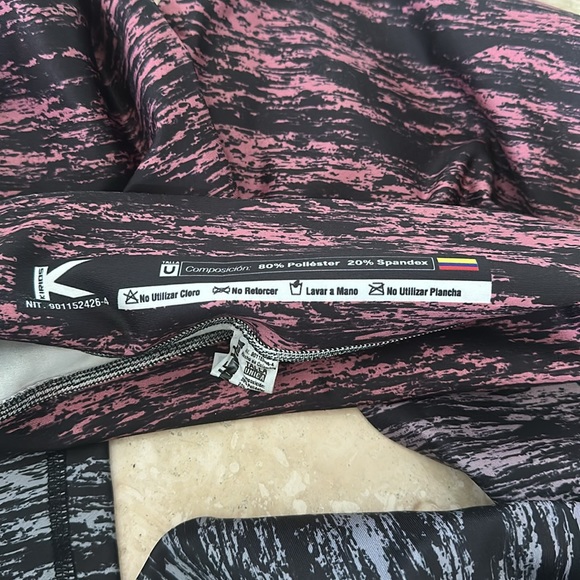 KIRIOS
NIT. 901152426-4
TALLA
U
Composición: 80% Poliéster 20% Spandex
No Utilizar Cloro No Retorcer Lavar a Mano No Utilizar Plancha